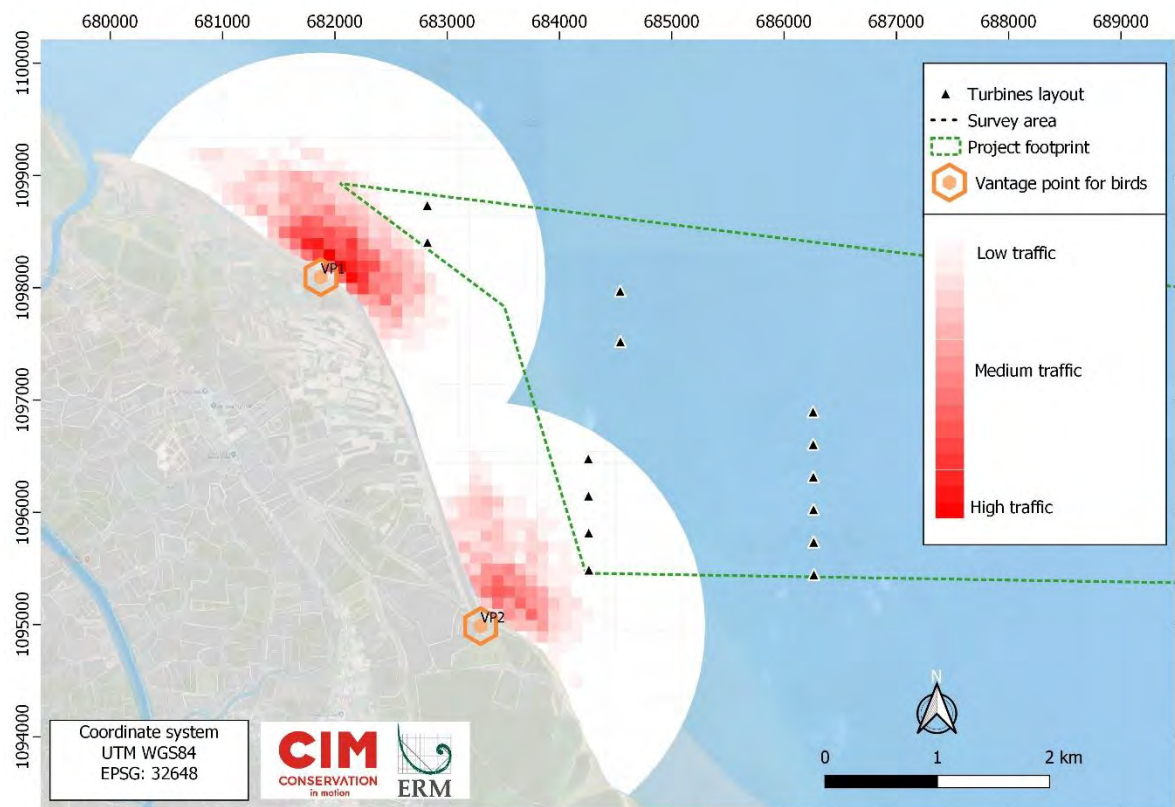 680000 681000 682000 683000 684000 685000 686000 687000 688000 689000
1100000
1099000
1098000
1097000
1096000
1095000
1094000
Turbines layout
Survey area
Project footprint
Vantage point for birds
Low traffic
Medium traffic
High traffic
VP1
VP2
N
0 1 2 km
Coordinate system
UTM WGS84
EPSG: 32648
CIM
CONSERVATION
in motion
ERM